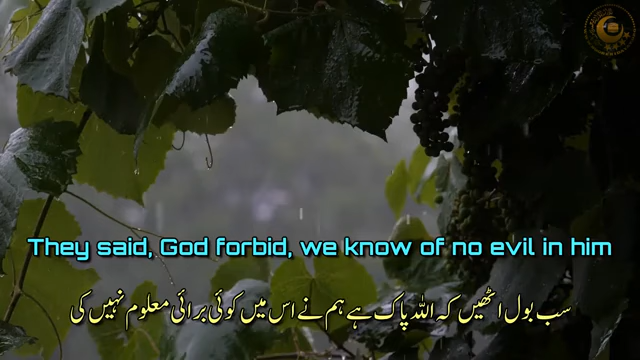 They said, God forbid, we know of no evil in him
سب بول اٹھیں کہ اللہ پاک ہے ہم نے اس میں کوئی برائی معلوم نہیں کی